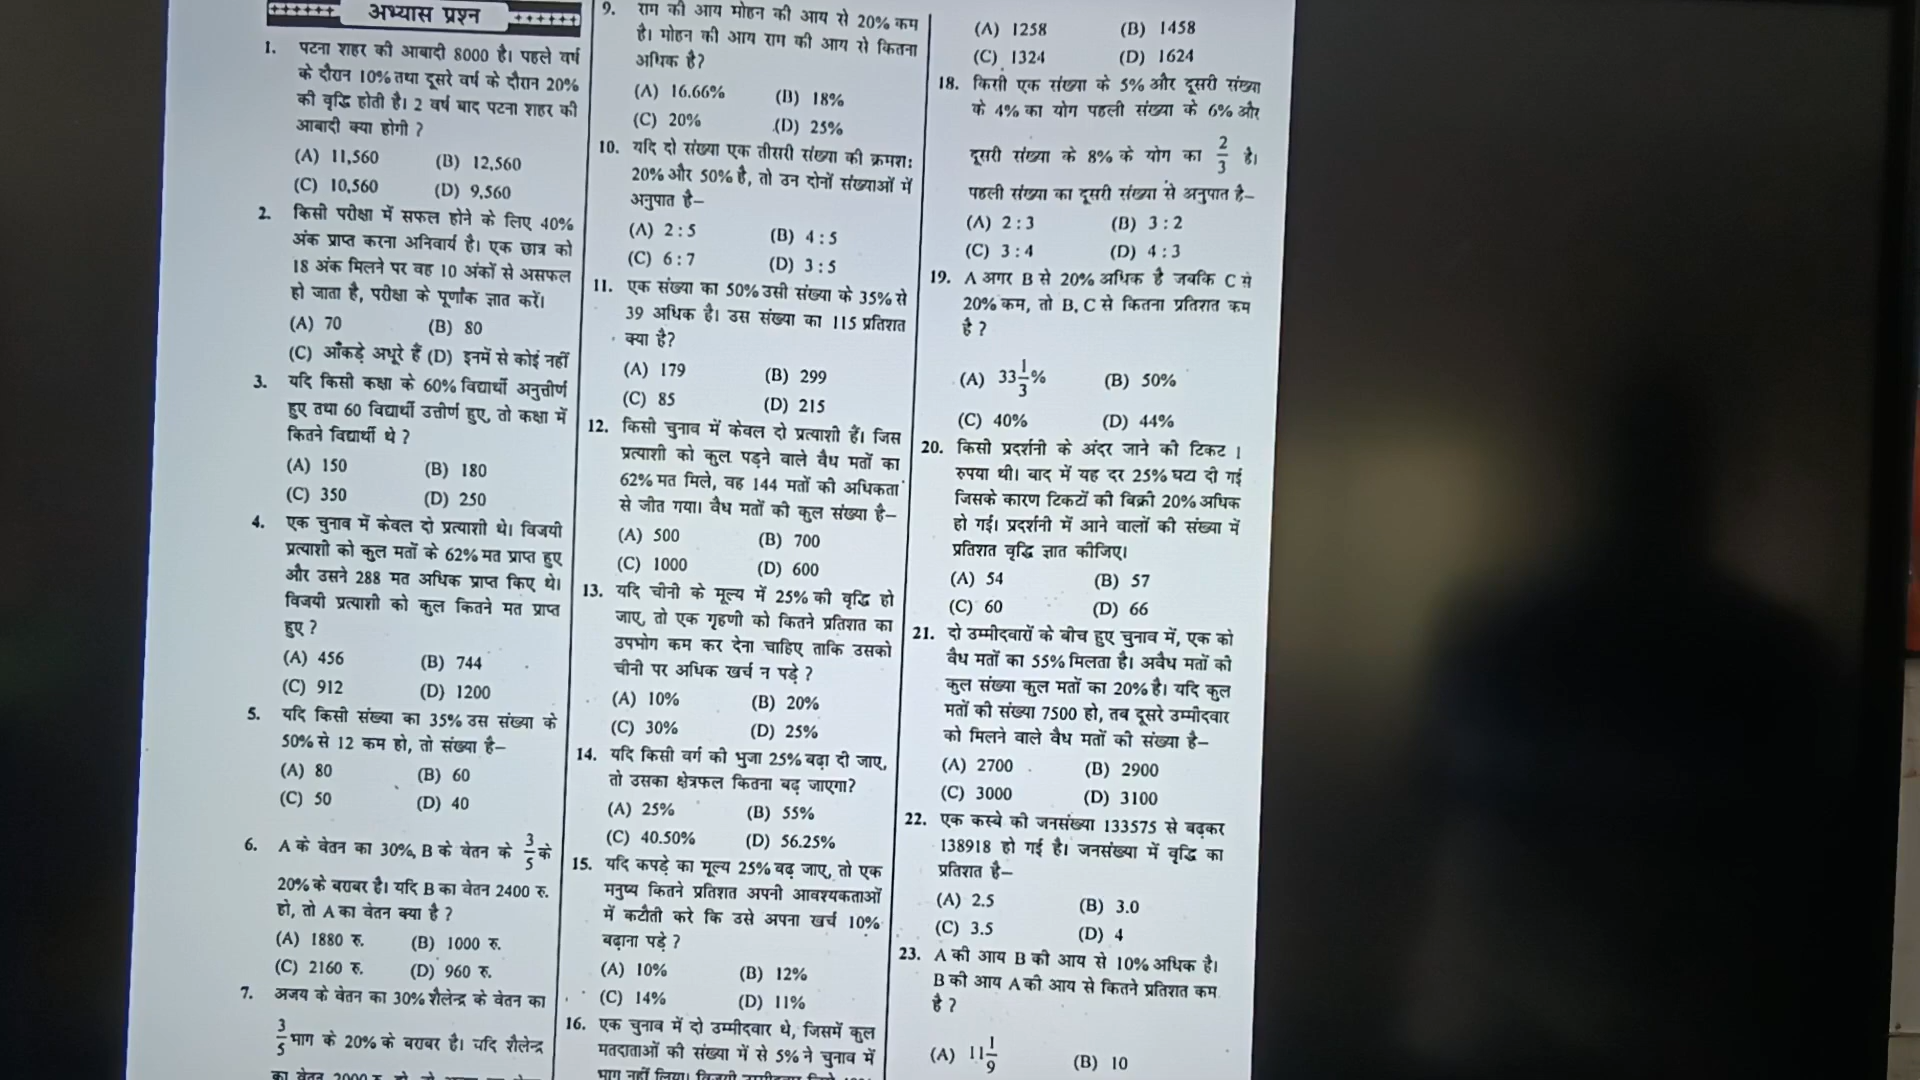 अभ्यास प्रश्न
1. पटना शहर की आबादी 8000 है। पहले वर्ष
के दौरान 10% तथा दूसरे वर्ष के दौरान 20%
की वृद्धि होती है। 2 वर्ष बाद पटना शहर की
आबादी क्या होगी ?
(A) 11,560 (B) 12,560
(C) 10,560 (D) 9,560
2. किसी परीक्षा में सफल होने के लिए 40%
अंक प्राप्त करना अनिवार्य है। एक छात्र को
18 अंक मिलने पर वह 10 अंकों से असफल
हो जाता है, परीक्षा के पूर्णांक ज्ञात करें।
(A) 70 (B) 80
(C) आँकड़े अधूरे हैं (D) इनमें से कोई नहीं
3. यदि किसी कक्षा के 60% विद्यार्थी अनुत्तीर्ण
हुए तथा 60 विद्यार्थी उत्तीर्ण हुए, तो कक्षा में
कितने विद्यार्थी थे ?
(A) 150 (B) 180
(C) 350 (D) 250
4. एक चुनाव में केवल दो प्रत्याशी थे। विजयी
प्रत्याशी को कुल मतों के 62% मत प्राप्त हुए
और उसने 288 मत अधिक प्राप्त किए थे।
विजयी प्रत्याशी को कुल कितने मत प्राप्त
हुए ?
(A) 456 (B) 744
(C) 912 (D) 1200
5. यदि किसी संख्या का 35% उस संख्या के
50% से 12 कम हो, तो संख्या है–
(A) 80 (B) 60
(C) 50 (D) 40
6. A के वेतन का 30%, B के वेतन के 3/5 के
20% के बराबर है। यदि B का वेतन 2400 रु.
हो, तो A का वेतन क्या है ?
(A) 1880 रु. (B) 1000 रु.
(C) 2160 रु. (D) 960 रु.
7. अजय के वेतन का 30% शैलेन्द्र के वेतन का
3/5 भाग के 20% के बराबर है। यदि शैलेन्द्र
का वेतन 2000 रु.
9. राम की आय मोहन की आय से 20% कम
है। मोहन की आय राम की आय से कितना
अधिक है?
(A) 16.66% (B) 18%
(C) 20% (D) 25%
10. यदि दो संख्या एक तीसरी संख्या की क्रमशः
20% और 50% है, तो उन दोनों संख्याओं में
अनुपात है–
(A) 2 : 5 (B) 4 : 5
(C) 6 : 7 (D) 3 : 5
11. एक संख्या का 50% उसी संख्या के 35% से
39 अधिक है। उस संख्या का 115 प्रतिशत
क्या है?
(A) 179 (B) 299
(C) 85 (D) 215
12. किसी चुनाव में केवल दो प्रत्याशी हैं। जिस
प्रत्याशी को कुल पड़ने वाले वैध मतों का
62% मत मिले, वह 144 मतों की अधिकता
से जीत गया। वैध मतों की कुल संख्या है–
(A) 500 (B) 700
(C) 1000 (D) 600
13. यदि चीनी के मूल्य में 25% की वृद्धि हो
जाए, तो एक गृहणी को कितने प्रतिशत का
उपभोग कम कर देना चाहिए ताकि उसको
चीनी पर अधिक खर्च न पड़े ?
(A) 10% (B) 20%
(C) 30% (D) 25%
14. यदि किसी वर्ग की भुजा 25% बढ़ा दी जाए,
तो उसका क्षेत्रफल कितना बढ़ जाएगा?
(A) 25% (B) 55%
(C) 40.50% (D) 56.25%
15. यदि कपड़े का मूल्य 25% बढ़ जाए, तो एक
मनुष्य कितने प्रतिशत अपनी आवश्यकताओं
में कटौती करे कि उसे अपना खर्च 10%
बढ़ाना पड़े ?
(A) 10% (B) 12%
(C) 14% (D) 11%
16. एक चुनाव में दो उम्मीदवार थे, जिसमें कुल
मतदाताओं की संख्या में से 5% ने चुनाव में
भाग नहीं लिया। विजयी
(A) 1258 (B) 1458
(C) 1324 (D) 1624
18. किसी एक संख्या के 5% और दूसरी संख्या
के 4% का योग पहली संख्या के 6% और
दूसरी संख्या के 8% के योग का 2/3 है।
पहली संख्या का दूसरी संख्या से अनुपात है–
(A) 2 : 3 (B) 3 : 2
(C) 3 : 4 (D) 4 : 3
19. A अगर B से 20% अधिक है जबकि C से
20% कम, तो B, C से कितना प्रतिशत कम
है ?
(A) 33 1/3% (B) 50%
(C) 40% (D) 44%
20. किसी प्रदर्शनी के अंदर जाने की टिकट 1
रुपया थी। बाद में यह दर 25% घटा दी गई
जिसके कारण टिकटों की बिक्री 20% अधिक
हो गई। प्रदर्शनी में आने वालों की संख्या में
प्रतिशत वृद्धि ज्ञात कीजिए।
(A) 54 (B) 57
(C) 60 (D) 66
21. दो उम्मीदवारों के बीच हुए चुनाव में, एक को
वैध मतों का 55% मिलता है। अवैध मतों की
कुल संख्या कुल मतों का 20% है। यदि कुल
मतों की संख्या 7500 हो, तब दूसरे उम्मीदवार
को मिलने वाले वैध मतों की संख्या है–
(A) 2700 (B) 2900
(C) 3000 (D) 3100
22. एक कस्बे की जनसंख्या 133575 से बढ़कर
138918 हो गई है। जनसंख्या में वृद्धि का
प्रतिशत है–
(A) 2.5 (B) 3.0
(C) 3.5 (D) 4
23. A की आय B की आय से 10% अधिक है।
B की आय A की आय से कितने प्रतिशत कम
है ?
(A) 11 1/9 (B) 10